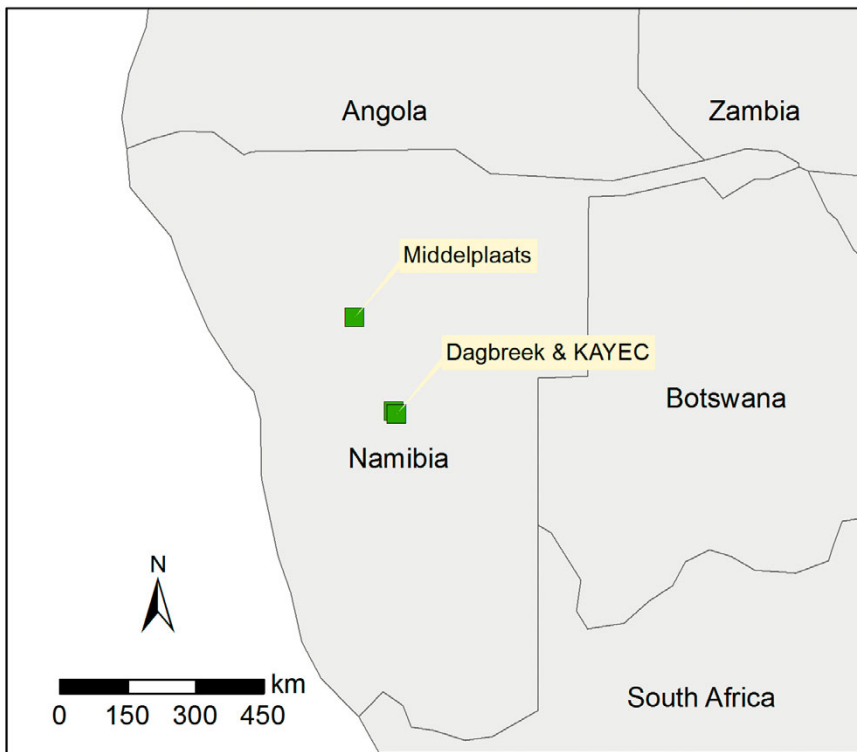 Angola
Zambia
Middelplaats
Dagbreek & KAYEC
Botswana
Namibia
N
km
0 150 300 450
South Africa